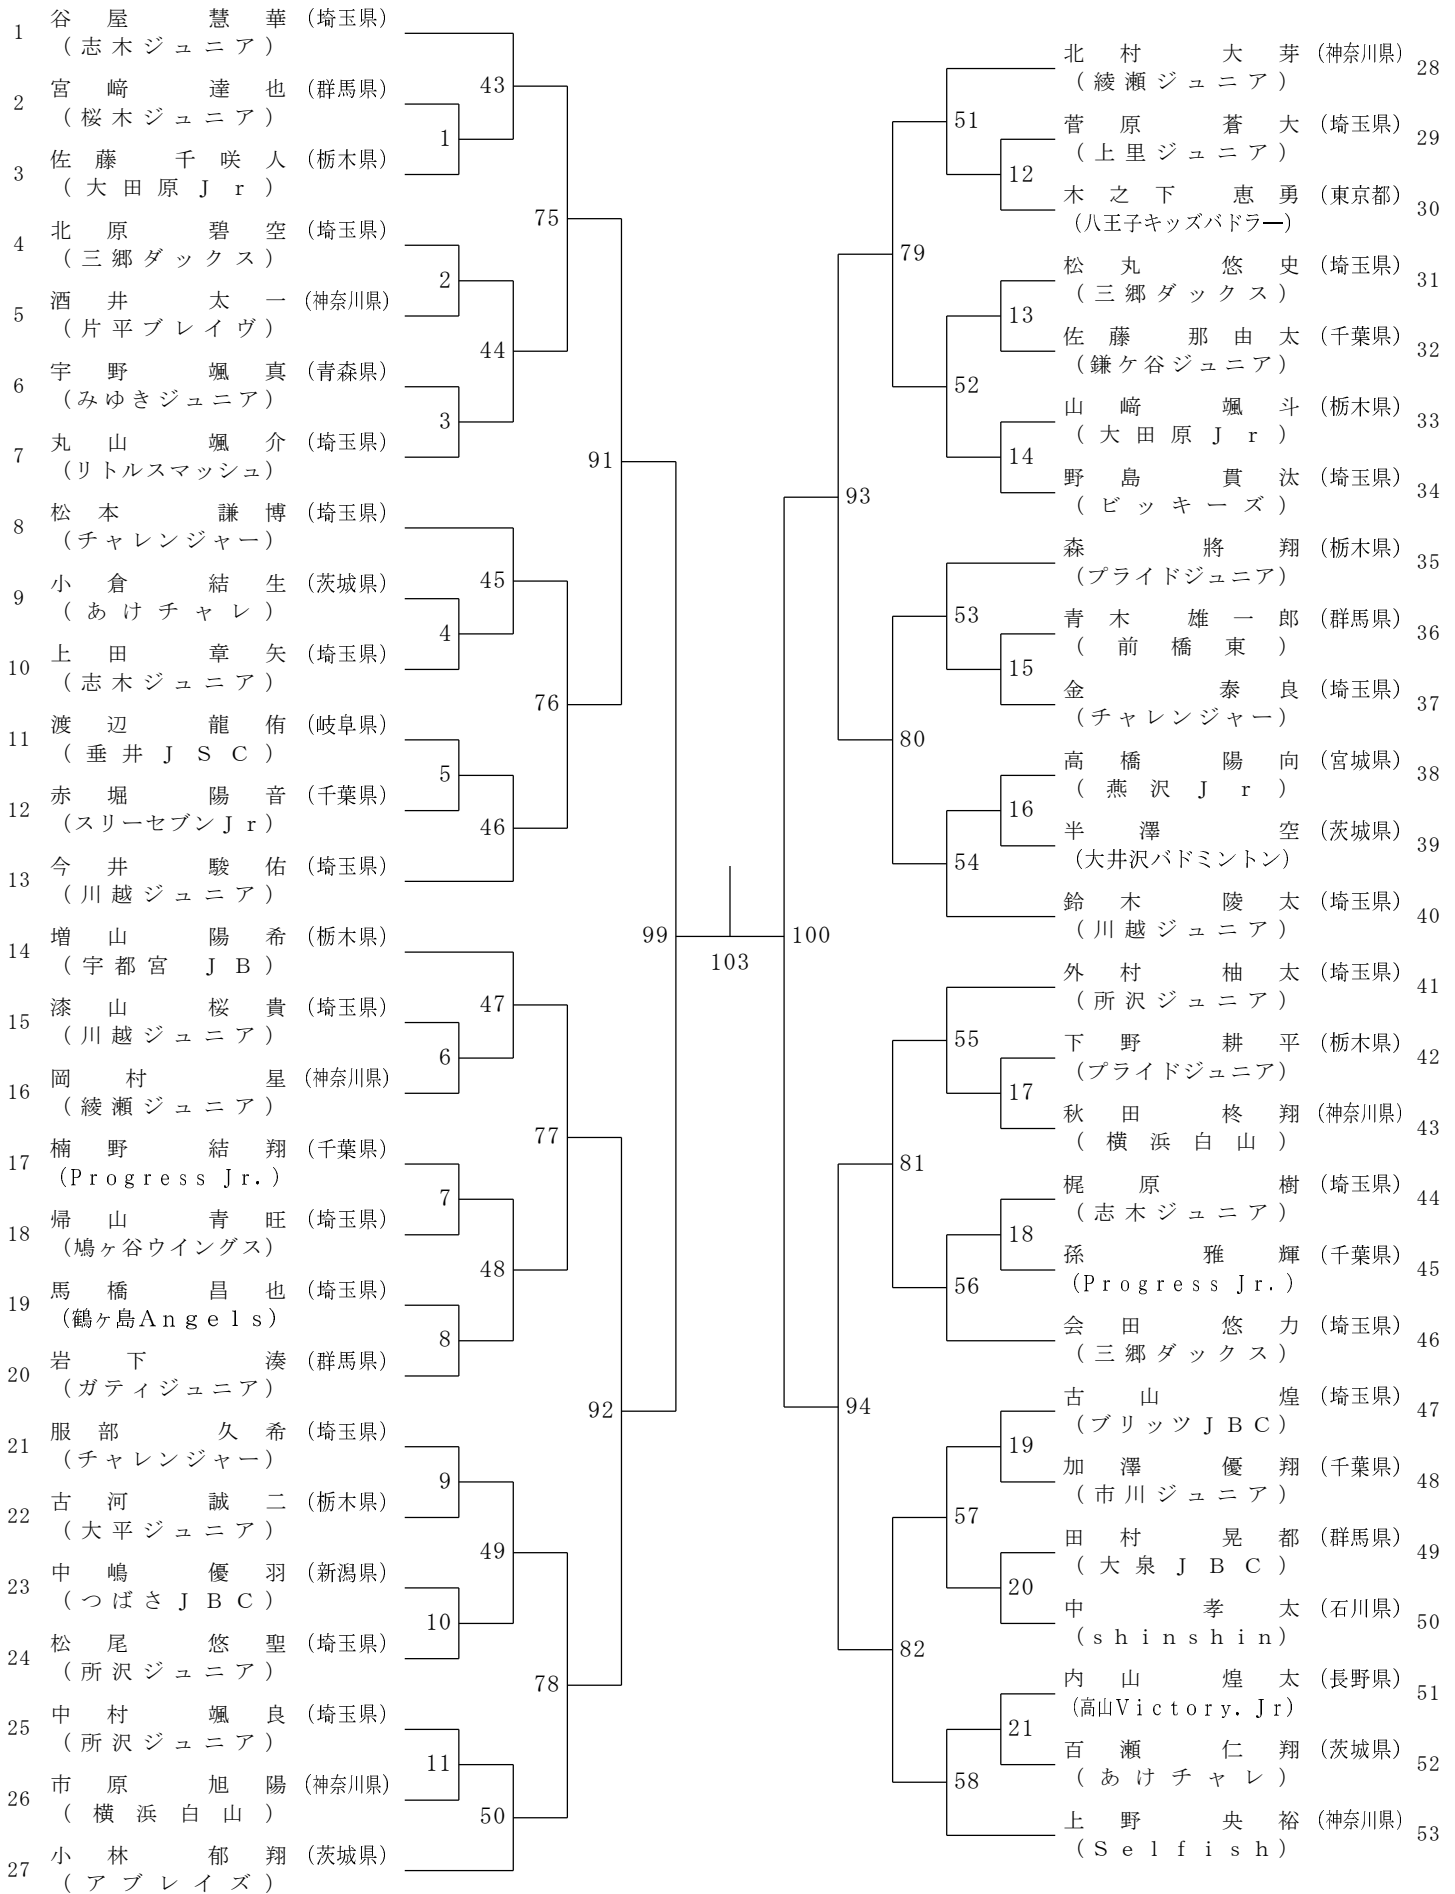 1 谷屋 慧華 (埼玉県)
(志木ジュニア)
2 宮﨑 達也 (群馬県)
(桜木ジュニア)
3 佐藤 千咲人 (栃木県)
(大田原Jr)
4 北原 碧空 (埼玉県)
(三郷ダックス)
5 酒井 太一 (神奈川県)
(片平ブレイヴ)
6 宇野 颯真 (青森県)
(みゆきジュニア)
7 丸山 颯介 (埼玉県)
(リトルスマッシュ)
8 松本 謙博 (埼玉県)
(チャレンジャー)
9 小倉 結生 (茨城県)
(あけチャレ)
10 上田 章矢 (埼玉県)
(志木ジュニア)
11 渡辺 龍侑 (岐阜県)
(垂井JSC)
12 赤堀 陽音 (千葉県)
(スリーセブンJr)
13 今井 駿佑 (埼玉県)
(川越ジュニア)
14 増山 陽希 (栃木県)
(宇都宮 JB)
15 漆山 桜貴 (埼玉県)
(川越ジュニア)
16 岡村 星 (神奈川県)
(綾瀬ジュニア)
17 楠野 結翔 (千葉県)
(Progress Jr.)
18 帰山 青旺 (埼玉県)
(鳩ヶ谷ウイングス)
19 馬橋 昌也 (埼玉県)
(鶴ヶ島Angels)
20 岩下 湊 (群馬県)
(ガティジュニア)
21 服部 久希 (埼玉県)
(チャレンジャー)
22 古河 誠二 (栃木県)
(大平ジュニア)
23 中嶋 優羽 (新潟県)
(つばさJBC)
24 松尾 悠聖 (埼玉県)
(所沢ジュニア)
25 中村 颯良 (埼玉県)
(所沢ジュニア)
26 市原 旭陽 (神奈川県)
(横浜白山)
27 小林 郁翔 (茨城県)
(アブレイズ)
1
2
3
4
5
6
7
8
9
10
11
43
44
45
46
47
48
49
50
75
76
77
78
91
92
99
103
100
93
94
79
80
81
82
51
52
53
54
55
56
57
58
12
13
14
15
16
17
18
19
20
21
北村 大芽 (神奈川県) 28
(綾瀬ジュニア)
菅原 蒼大 (埼玉県) 29
(上里ジュニア)
木之下 恵勇 (東京都) 30
(八王子キッズバドラー)
松丸 悠史 (埼玉県) 31
(三郷ダックス)
佐藤 那由太 (千葉県) 32
(鎌ケ谷ジュニア)
山﨑 颯斗 (栃木県) 33
(大田原Jr)
野島 貫汰 (埼玉県) 34
(ビッキーズ)
森 將翔 (栃木県) 35
(プライドジュニア)
青木 雄一郎 (群馬県) 36
(前橋東)
金 泰良 (埼玉県) 37
(チャレンジャー)
高橋 陽向 (宮城県) 38
(燕沢Jr)
半澤 空 (茨城県) 39
(大井沢バドミントン)
鈴木 陵太 (埼玉県) 40
(川越ジュニア)
外村 柚太 (埼玉県) 41
(所沢ジュニア)
下野 耕平 (栃木県) 42
(プライドジュニア)
秋田 柊翔 (神奈川県) 43
(横浜白山)
梶原 樹 (埼玉県) 44
(志木ジュニア)
孫 雅輝 (千葉県) 45
(Progress Jr.)
会田 悠力 (埼玉県) 46
(三郷ダックス)
古山 煌 (埼玉県) 47
(ブリッツJBC)
加澤 優翔 (千葉県) 48
(市川ジュニア)
田村 晃都 (群馬県) 49
(大泉JBC)
中 孝太 (石川県) 50
(shinshin)
内山 煌太 (長野県) 51
(高山Victory.Jr)
百瀬 仁翔 (茨城県) 52
(あけチャレ)
上野 央裕 (神奈川県) 53
(Selfish)